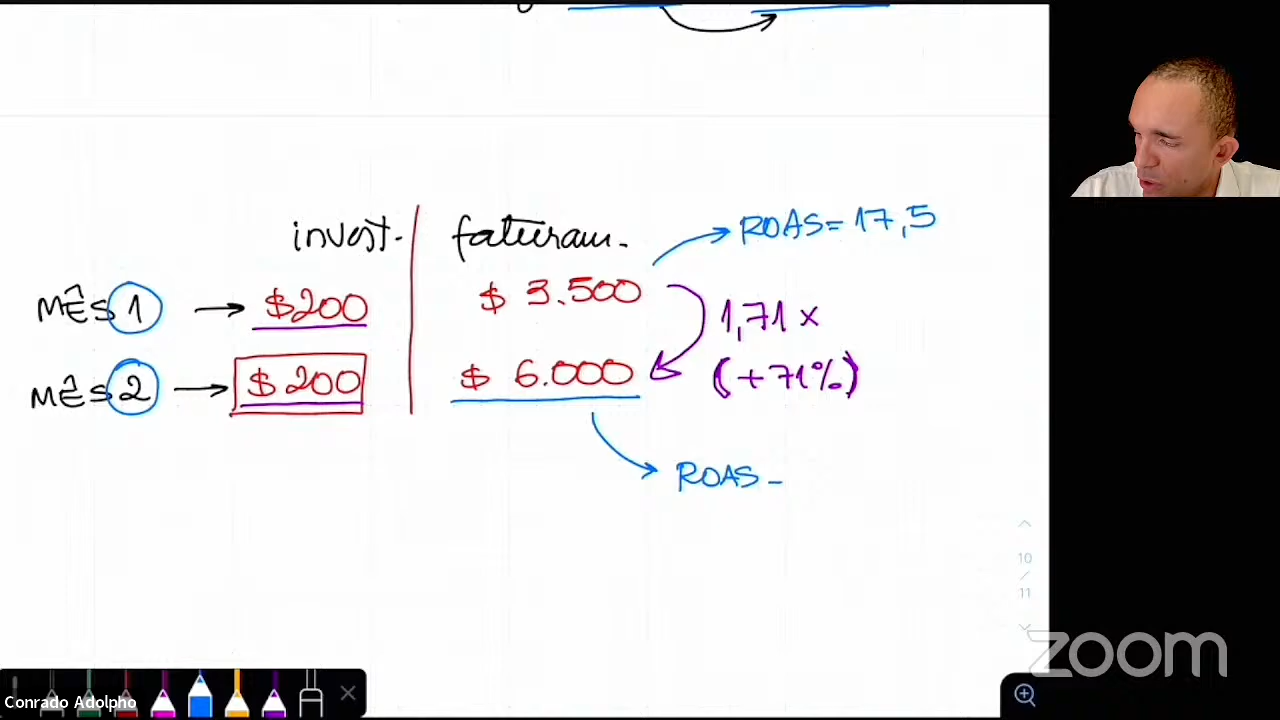 invest. faturam.
ROAS = 17,5
MÊS 1 → $200 $ 3.500
1,71 x
MÊS 2 → $ 200 $ 6.000
(+71%)
ROAS -
10
/
11
zoom
Conrado Adolpho